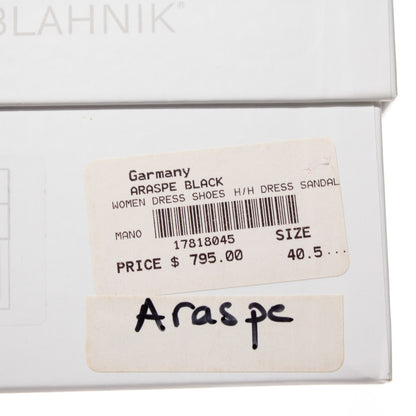 BLAHNIK®
Garmany
ARASPE BLACK
WOMEN DRESS SHOES H/H DRESS SANDAL
MANO
17818045 SIZE
PRICE $ 795.00 40.5...
Araspe